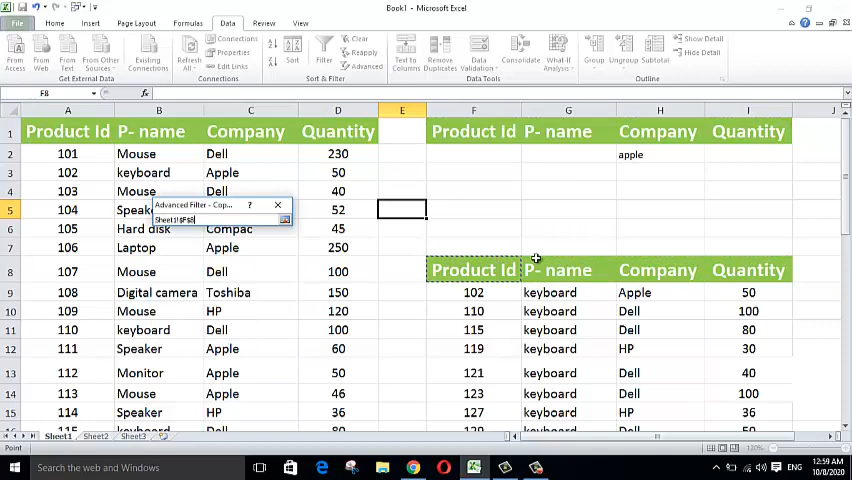 Book1 - Microsoft Excel
File Home Insert Page Layout Formulas Data Review View
From Access
From Web
From Text
From Other Sources
Existing Connections
Refresh All
Connections
Properties
Edit Links
Sort
Filter
Clear
Reapply
Advanced
Text to Columns
Remove Duplicates
Data Validation
Consolidate
What-If Analysis
Group
Ungroup
Subtotal
Show Detail
Hide Detail
Get External Data Connections Sort & Filter Data Tools Outline
F8 fx
A B C D E F G H I J
1 Product Id P- name Company Quantity Product Id P- name Company Quantity
2 101 Mouse Dell 230 apple
3 102 keyboard Apple 50
4 103 Mouse Dell 40
Advanced Filter - Cop... ?
5 104 Speak 52
Sheet1!$F$8
6 105 Hard disk Compac 45
7 106 Laptop Apple 250
8 107 Mouse Dell 100 Product Id P- name Company Quantity
9 108 Digital camera Toshiba 150 102 keyboard Apple 50
10 109 Mouse HP 120 110 keyboard Dell 100
11 110 keyboard Dell 100 115 keyboard Dell 80
12 111 Speaker Apple 60 119 keyboard HP 30
13 112 Monitor Apple 50 121 keyboard Dell 40
14 113 Mouse Apple 46 123 keyboard Dell 100
15 114 Speaker HP 36 127 keyboard HP 36
16 115 keyboard Dell 80 129 keyboard Dell 50
Sheet1 Sheet2 Sheet3
Point 120%
Search the web and Windows
ENG
12:59 AM
10/8/2020